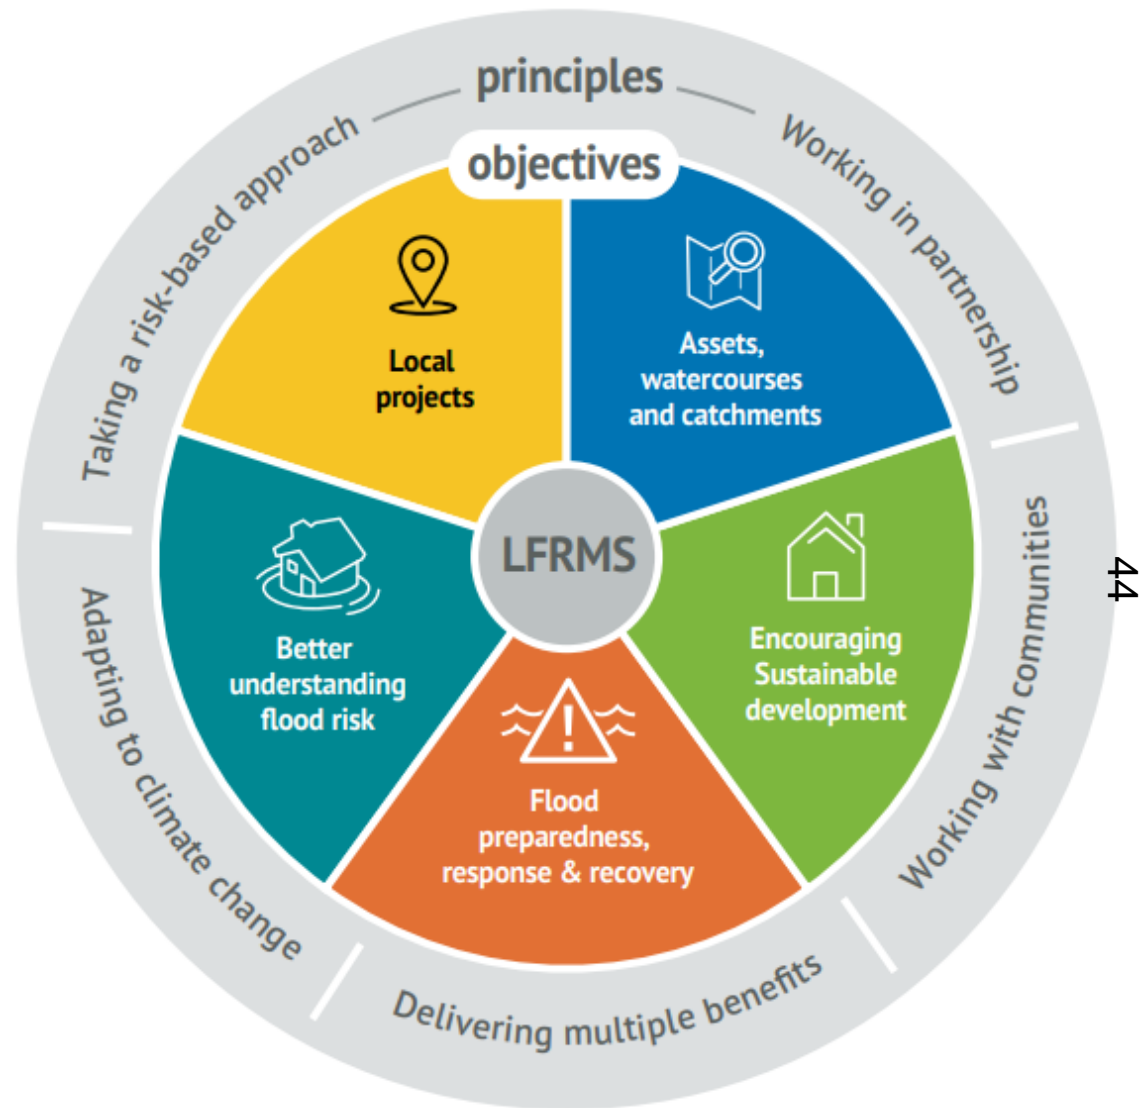 principles
Taking a risk-based approach
Working in partnership
Working with communities
Delivering multiple benefits
Adapting to climate change
objectives
Local
projects
Assets,
watercourses
and catchments
Encouraging
Sustainable
development
Flood
preparedness,
response & recovery
Better
understanding
flood risk
LFRMS
44